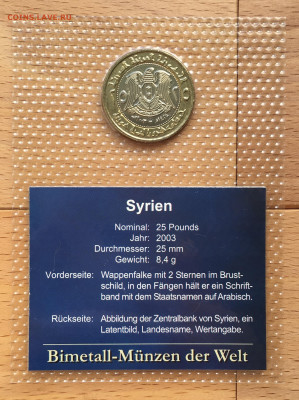 COINS.LAVE.RU
Syrien
Nominal: 25 Pounds
Jahr: 2003
Durchmesser: 25 mm
Gewicht: 8,4 g
Vorderseite: Wappenfalke mit 2 Sternen im Brust-
schild, in den Fängen hält er ein Schrift-
band mit dem Staatsnamen auf Arabisch.
Rückseite: Abbildung der Zentralbank von Syrien, ein
Latentbild, Landesname, Wertangabe.
Bimetall-Münzen der Welt